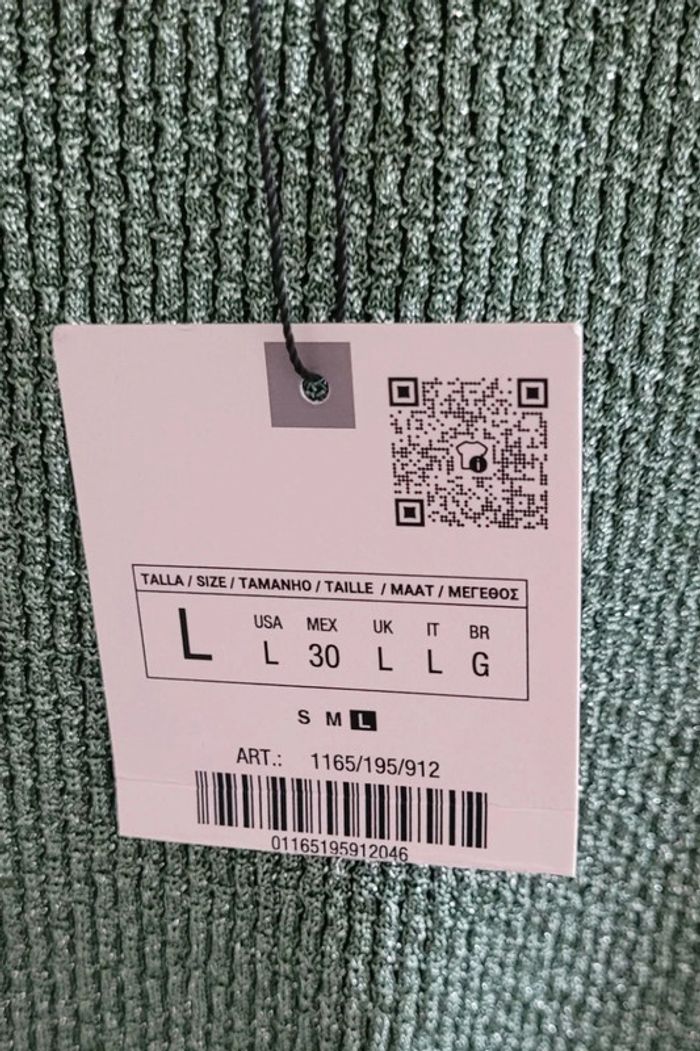 TALLA / SIZE / TAMANHO / TAILLE / MAAT / ΜΕΓΕΘΟΣ
USA MEX UK IT BR
L L 30 L L G
S M L
ART.: 1165/195/912
01165195912046